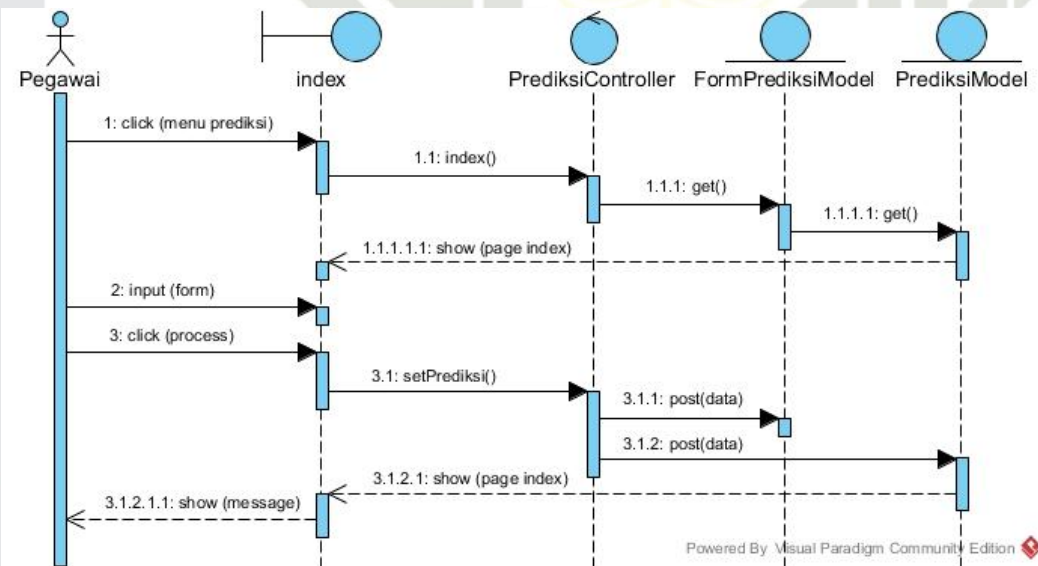 Pegawai
index
PrediksiController
FormPrediksiModel
PrediksiModel
1: click (menu prediksi)
1.1: index()
1.1.1: get()
1.1.1.1: get()
1.1.1.1.1: show (page index)
2: input (form)
3: click (process)
3.1: setPrediksi()
3.1.1: post(data)
3.1.2: post(data)
3.1.2.1: show (page index)
3.1.2.1.1: show (message)
Powered By Visual Paradigm Community Edition